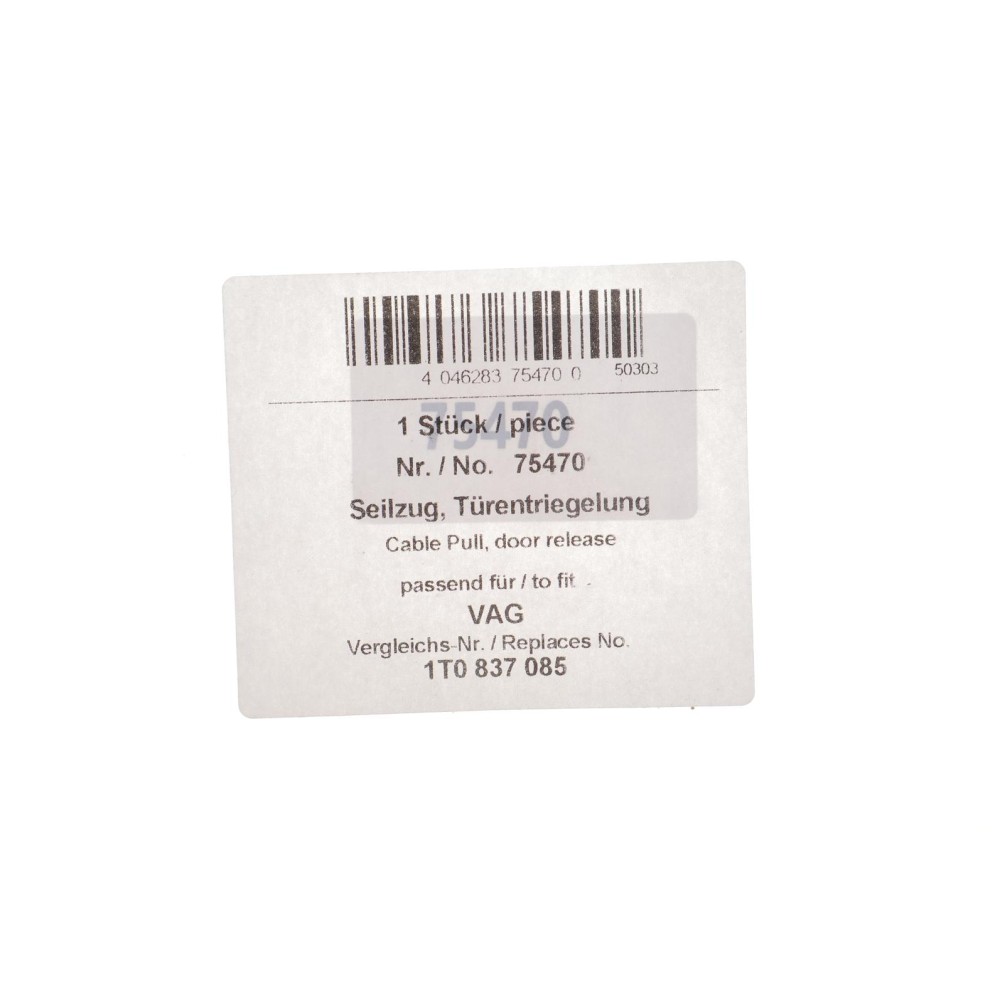 4 046283 75470 0 50303
75470
1 Stück / piece
Nr. / No. 75470
Seilzug, Türentriegelung
Cable Pull, door release
passend für / to fit
VAG
Vergleichs-Nr. / Replaces No.
1T0 837 085